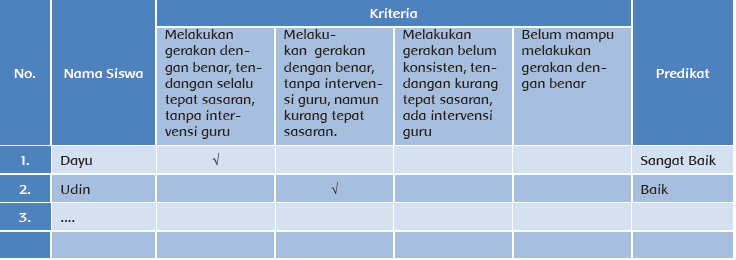 Kriteria
No.
Nama Siswa
Melakukan
gerakan den-
gan benar, ten-
dangan selalu
tepat sasaran,
tanpa inter-
vensi guru
Melaku-
kan gerakan
dengan benar,
tanpa interven-
si guru, namun
kurang tepat
sasaran.
Melakukan
gerakan belum
konsisten, ten-
dangan kurang
tepat sasaran,
ada intervensi
guru
Belum mampu
melakukan
gerakan den-
gan benar
Predikat
1. Dayu √ Sangat Baik
2. Udin √ Baik
3. ....